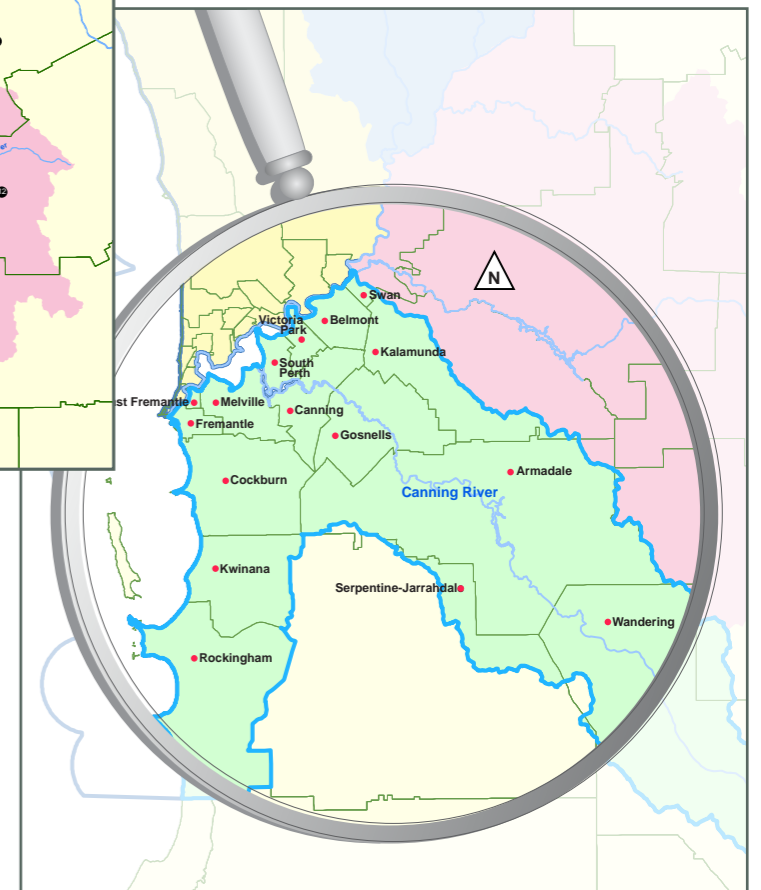 N
Swan
Victoria
Park
Belmont
Kalamunda
South
Perth
st Fremantle
Melville
Canning
Fremantle
Gosnells
Armadale
Cockburn
Canning River
Kwinana
Serpentine-Jarrahdal
Wandering
Rockingham